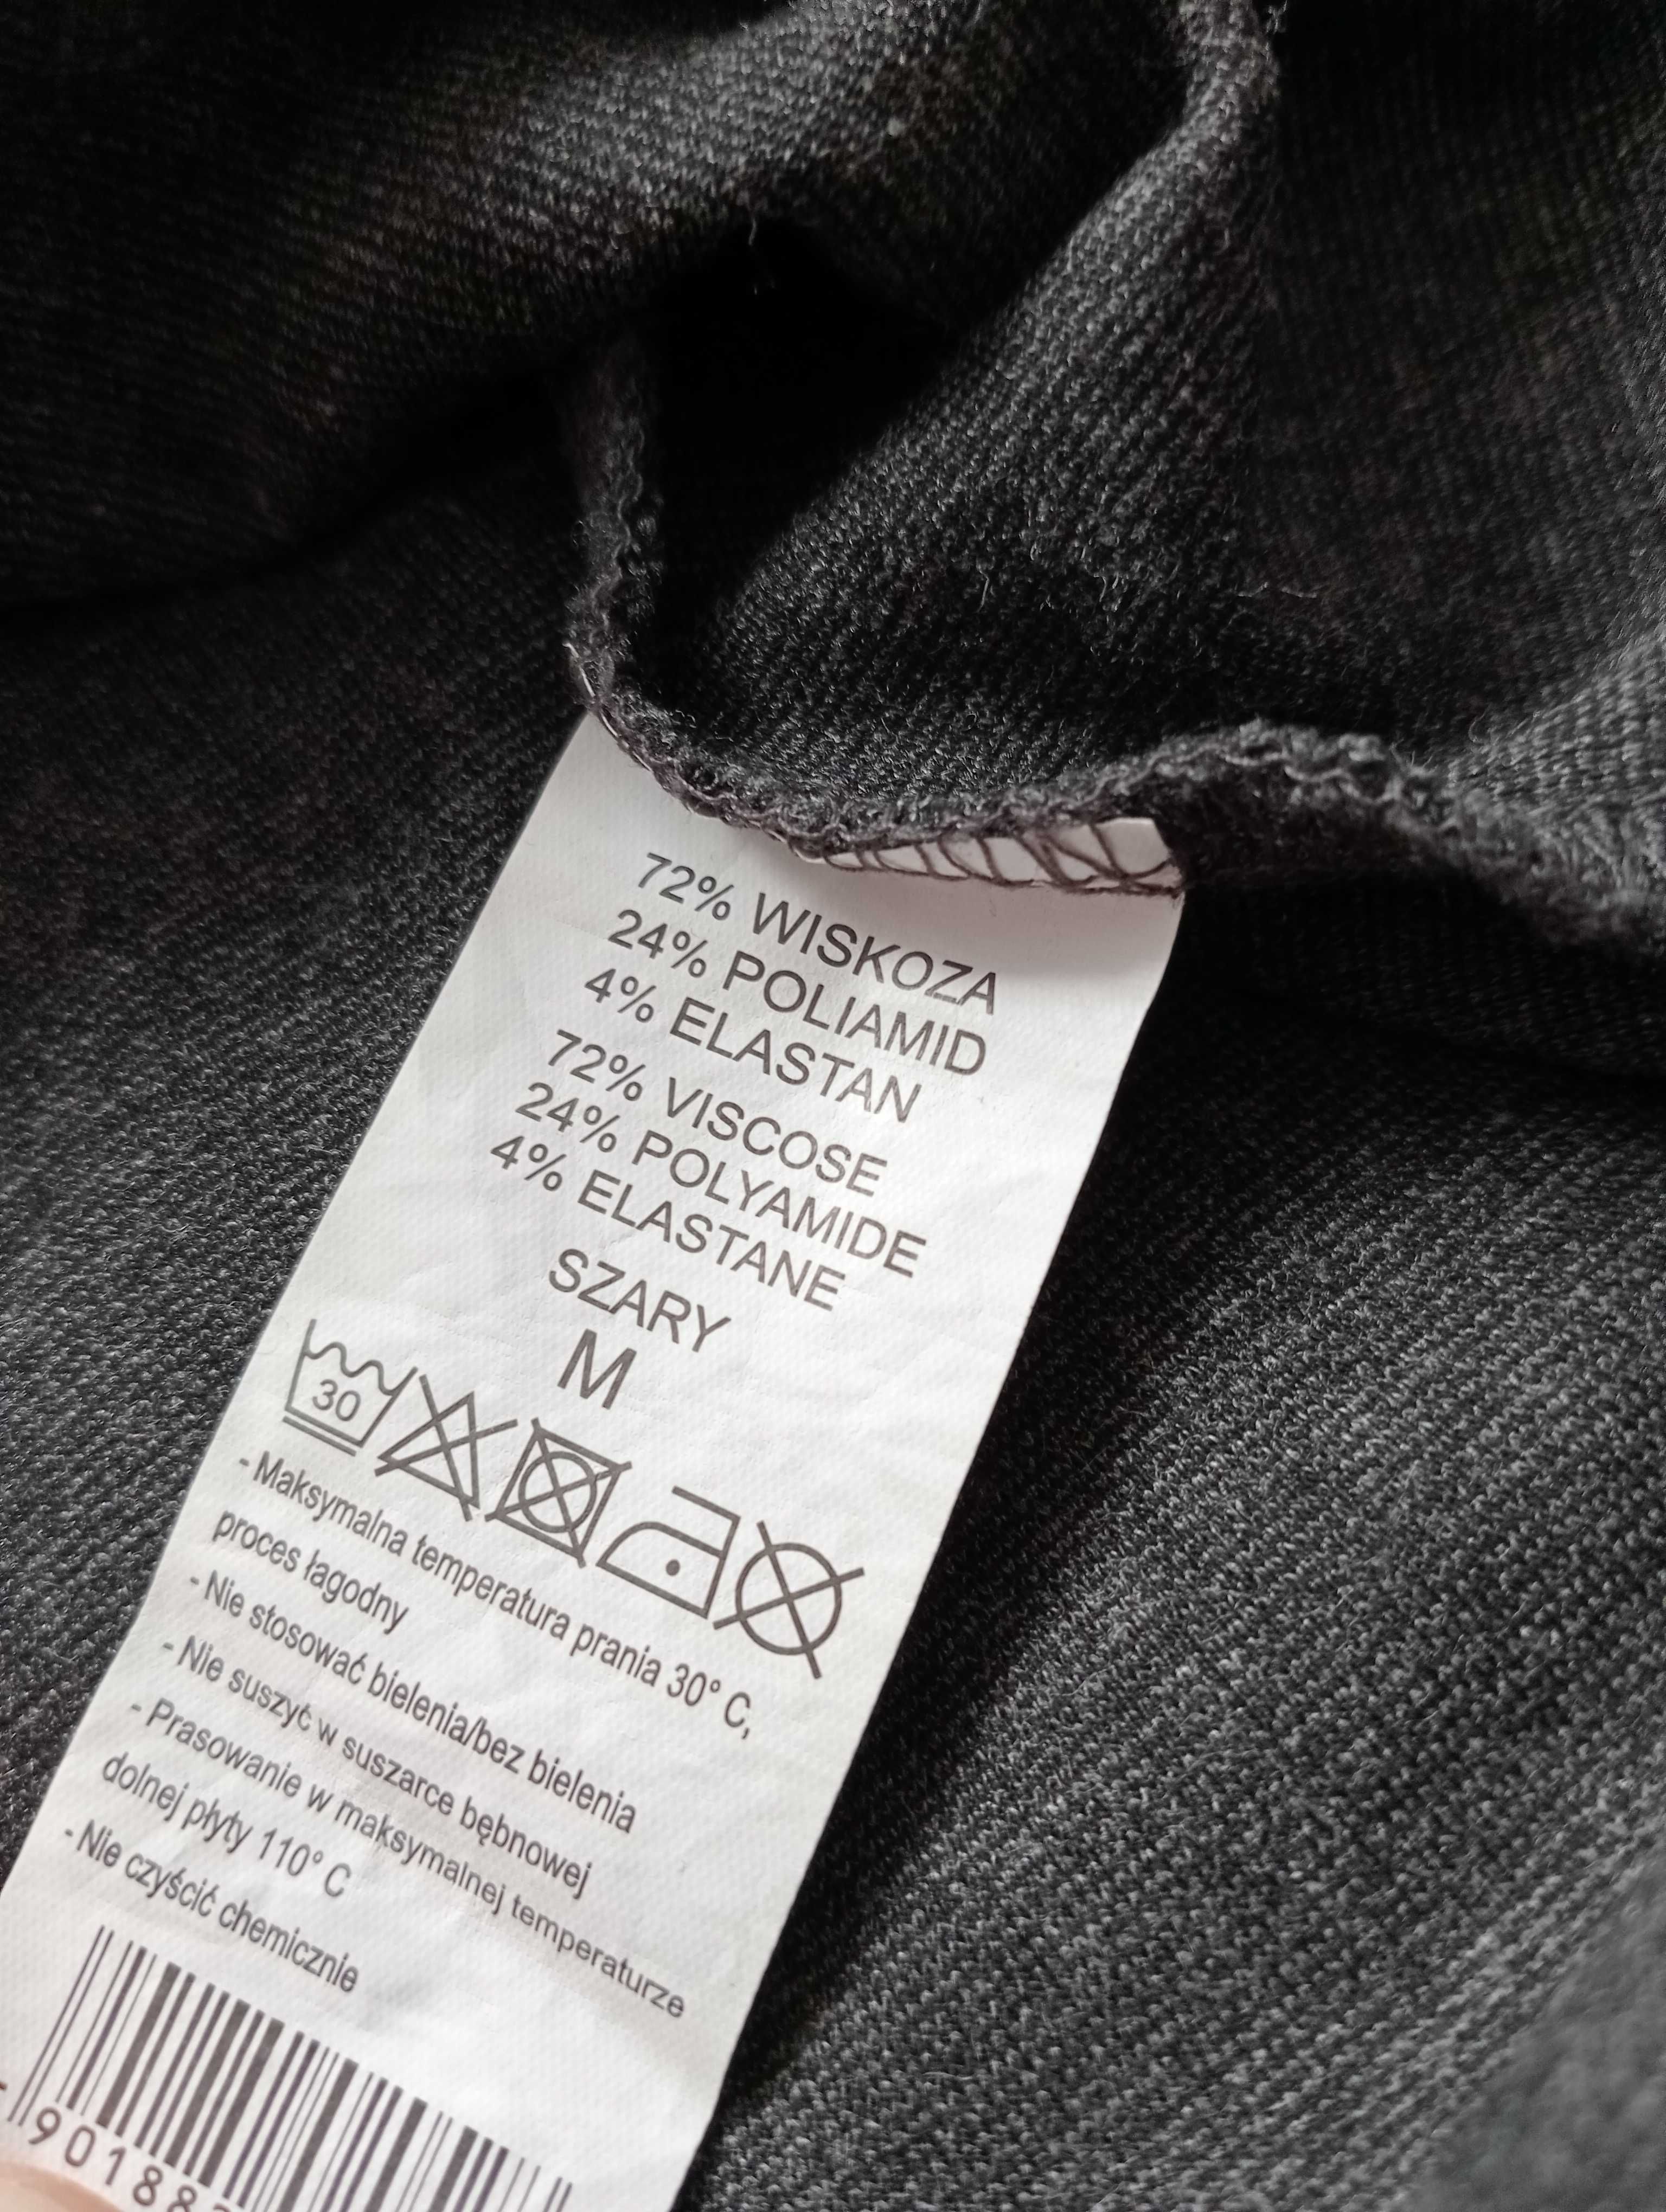 72% WISKOZA
24% POLIAMID
4% ELASTAN
72% VISCOSE
24% POLYAMIDE
4% ELASTANE
SZARY
M
30
- Maksymalna temperatura prania 30° C,
proces łagodny
- Nie stosować bielenia/bez bielenia
- Nie suszyć w suszarce bębnowej
- Prasowanie w maksymalnej temperaturze
dolnej płyty 110° C
- Nie czyścić chemicznie
90188